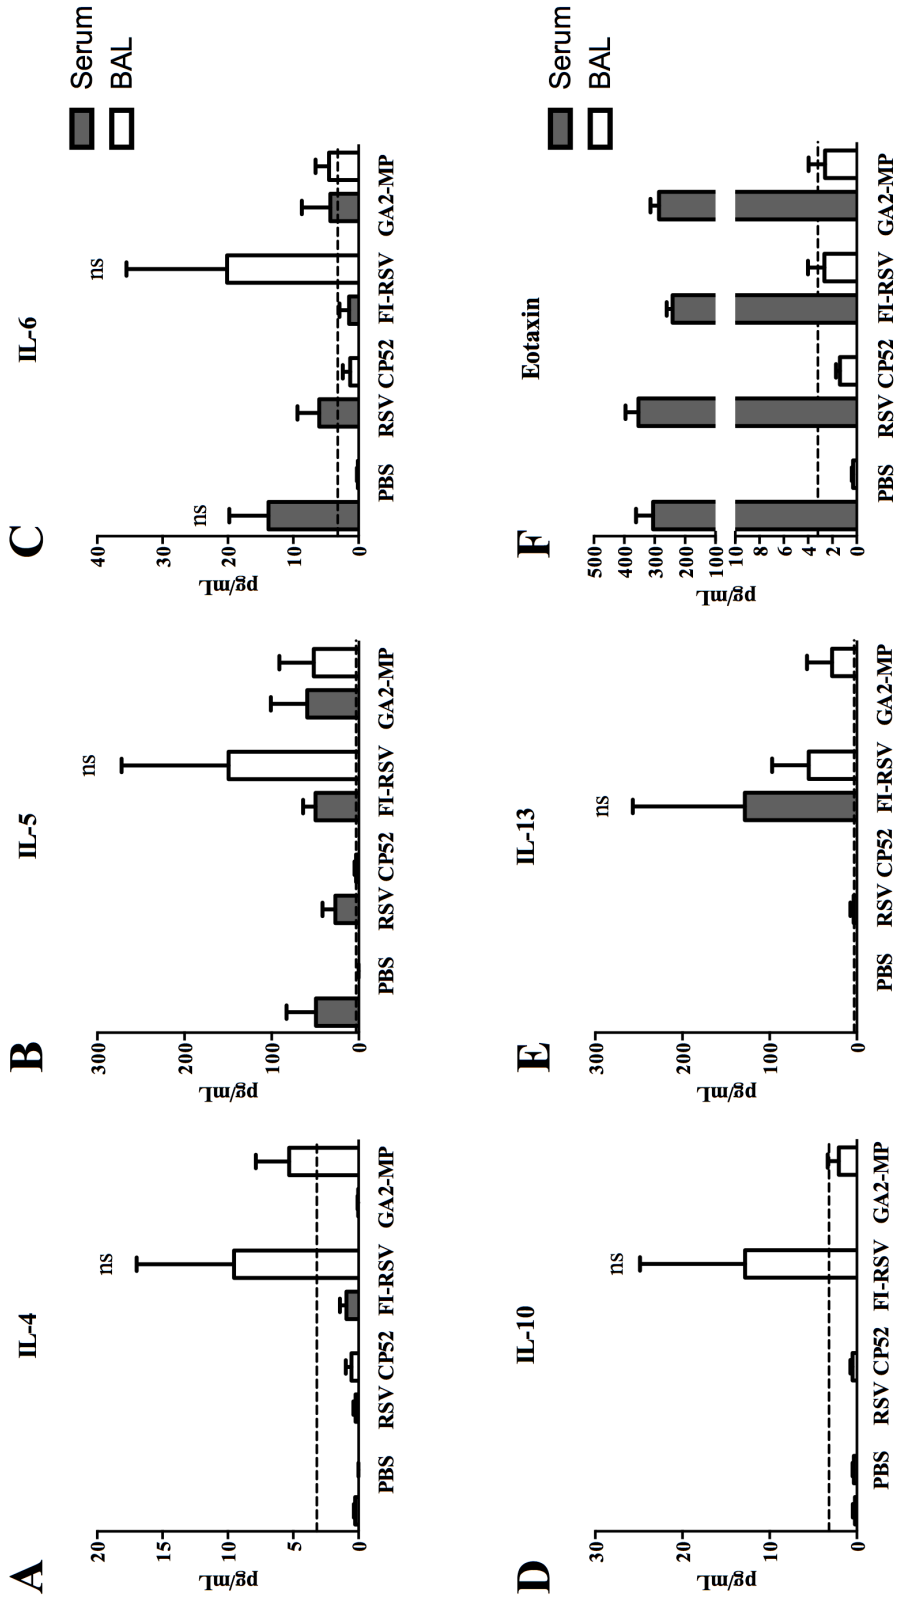 A
IL-4
pg/mL
20
15
10
5
0
ns
PBS RSV CP52 FI-RSV GA2-MP
B
IL-5
pg/mL
300
200
100
0
ns
PBS RSV CP52 FI-RSV GA2-MP
C
IL-6
Serum
BAL
pg/mL
40
30
20
10
0
ns
ns
PBS RSV CP52 FI-RSV GA2-MP
D
IL-10
pg/mL
30
20
10
0
ns
PBS RSV CP52 FI-RSV GA2-MP
E
IL-13
pg/mL
300
200
100
0
ns
PBS RSV CP52 FI-RSV GA2-MP
F
Eotaxin
Serum
BAL
pg/mL
500
400
300
200
100
10
8
6
4
2
0
PBS RSV CP52 FI-RSV GA2-MP